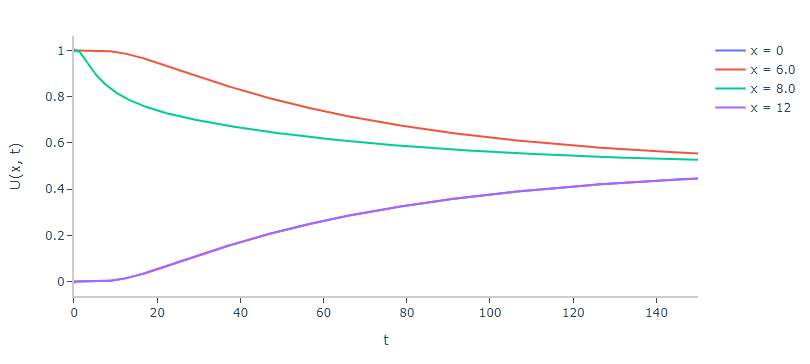 1
0.8
0.6
0.4
0.2
0
U(x, t)
0 20 40 60 80 100 120 140
t
x = 0
x = 6.0
x = 8.0
x = 12